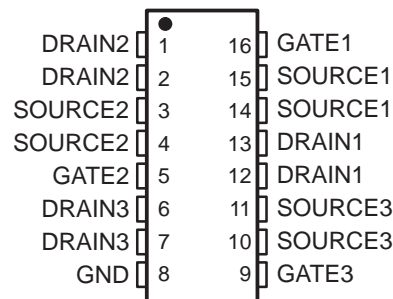 DRAIN2 1 16 GATE1
DRAIN2 2 15 SOURCE1
SOURCE2 3 14 SOURCE1
SOURCE2 4 13 DRAIN1
GATE2 5 12 DRAIN1
DRAIN3 6 11 SOURCE3
DRAIN3 7 10 SOURCE3
GND 8 9 GATE3